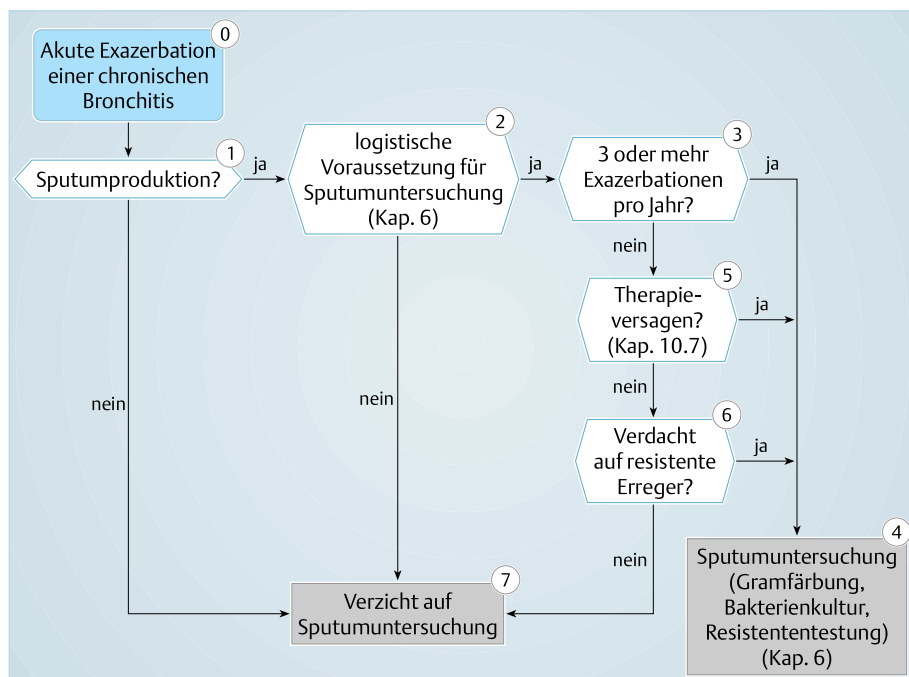 0
Akute Exazerbation
einer chronischen
Bronchitis
1
Sputumproduktion?
ja
2
logistische
Voraussetzung für
Sputumuntersuchung
(Kap. 6)
ja
3
3 oder mehr
Exazerbationen
pro Jahr?
ja
nein
5
Therapie-
versagen?
(Kap. 10.7)
ja
nein
nein
nein
6
Verdacht
auf resistente
Erreger?
ja
nein
4
Sputumuntersuchung
(Gramfärbung,
Bakterienkultur,
Resistententestung)
(Kap. 6)
7
Verzicht auf
Sputumuntersuchung